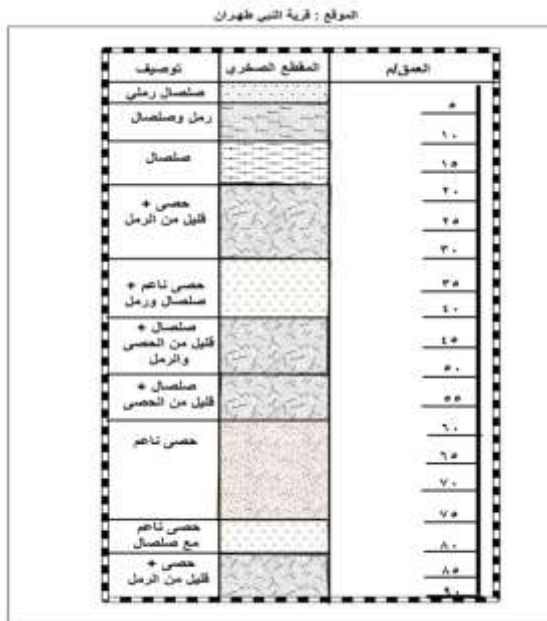 الموقع : قرية النبي طهران
العمق/م
المقطع الصخري
توصيف
صلصال رملي
رمل وصلصال
صلصال
حصى +
قليل من الرمل
حصى ناعم +
صلصال ورمل
صلصال +
قليل من الحصى
والرمل
صلصال +
قليل من الحصى
حصى ناعم
حصى ناعم
مع صلصال
حصى +
قليل من الرمل
٥
١٠
١٥
٢٠
٢٥
٣٠
٣٥
٤٠
٤٥
٥٠
٥٥
٦٠
٦٥
٧٠
٧٥
٨٠
٨٥
٩٠